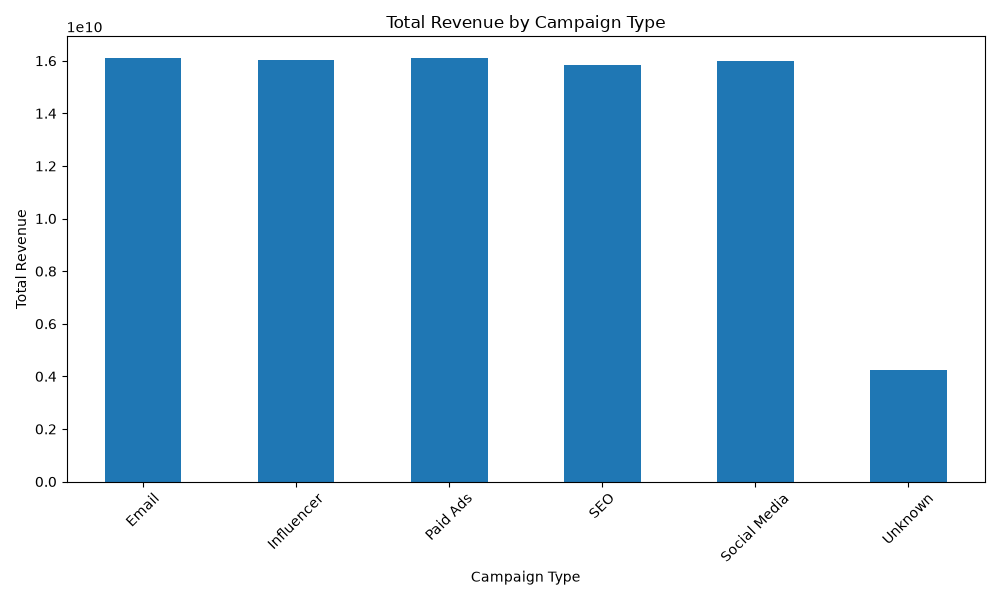 Total Revenue by Campaign Type
1e10
1.6
1.4
1.2
1.0
0.8
0.6
0.4
0.2
0.0
Total Revenue
Email
Influencer
Paid Ads
SEO
Social Media
Unknown
Campaign Type